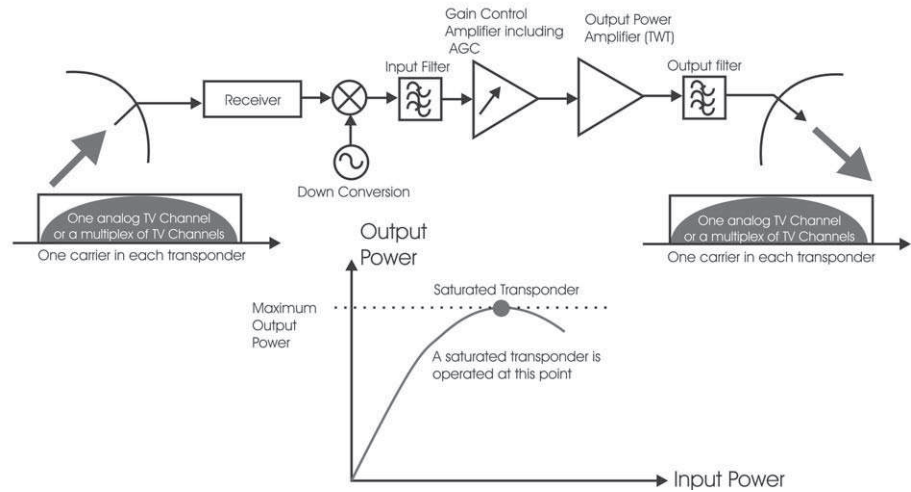 Gain Control
Amplifier including
AGC
Output Power
Amplifier (TWT)
Input Filter
Output filter
Receiver
Down Conversion
One analog TV Channel
or a multiplex of TV Channels
One carrier in each transponder
One analog TV Channel
or a multiplex of TV Channels
One carrier in each transponder
Output
Power
Saturated Transponder
Maximum
Output
Power
A saturated transponder is
operated at this point
Input Power